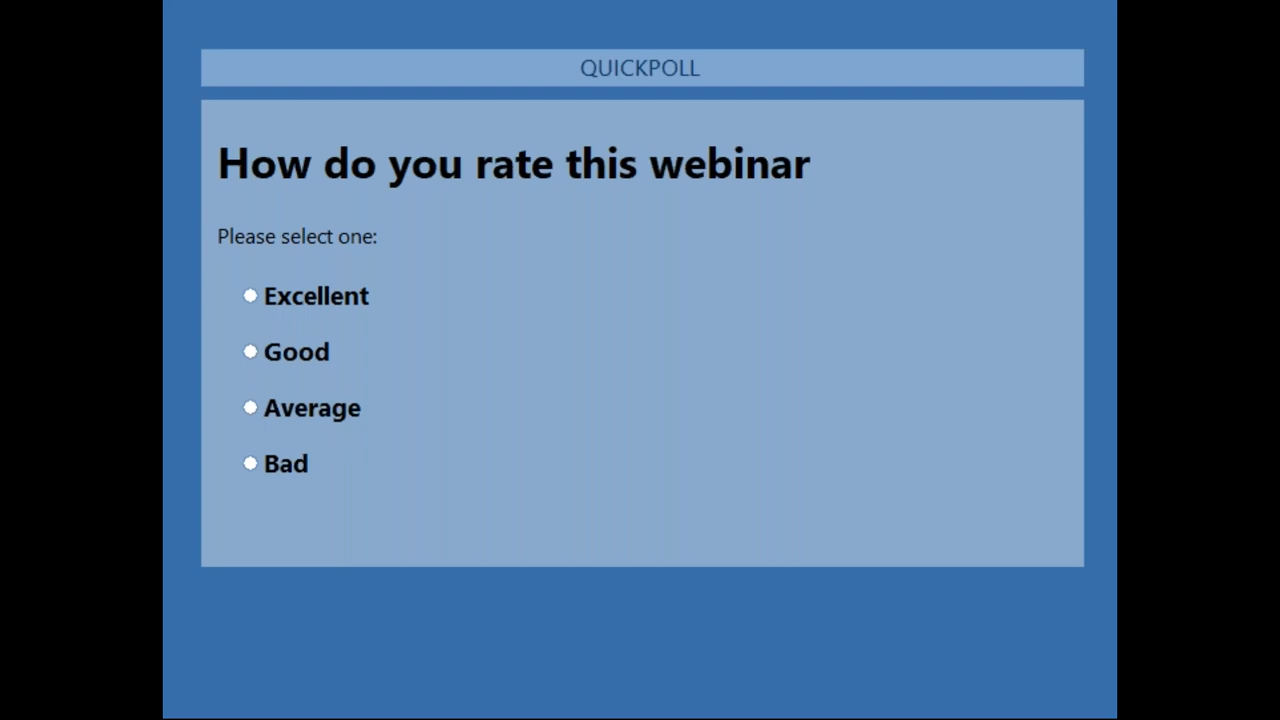 QUICKPOLL
How do you rate this webinar
Please select one:
Excellent
Good
Average
Bad